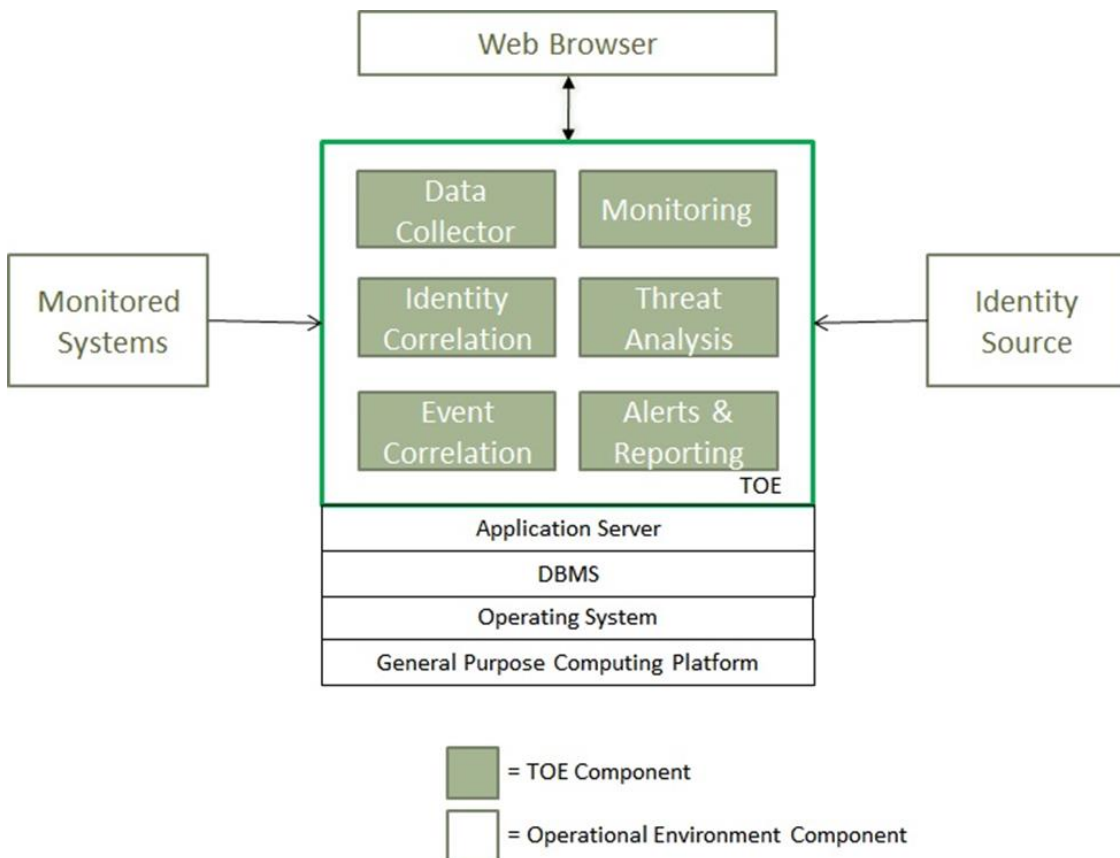 Web Browser
Data
Collector
Monitoring
Monitored
Systems
Identity
Correlation
Threat
Analysis
Identity
Source
Event
Correlation
Alerts &
Reporting
TOE
Application Server
DBMS
Operating System
General Purpose Computing Platform
= TOE Component
= Operational Environment Component